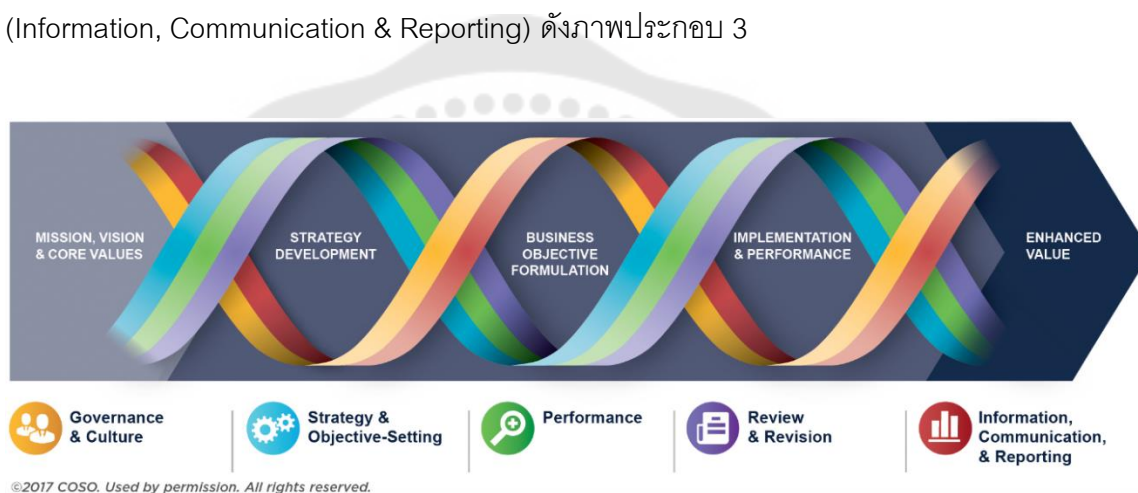 (Information, Communication & Reporting) ดังภาพประกอบ 3
MISSION, VISION
& CORE VALUES
STRATEGY
DEVELOPMENT
BUSINESS
OBJECTIVE
FORMULATION
IMPLEMENTATION
& PERFORMANCE
ENHANCED
VALUE
Governance
& Culture
Strategy &
Objective-Setting
Performance
Review
& Revision
Information,
Communication,
& Reporting
©2017 COSO. Used by permission. All rights reserved.